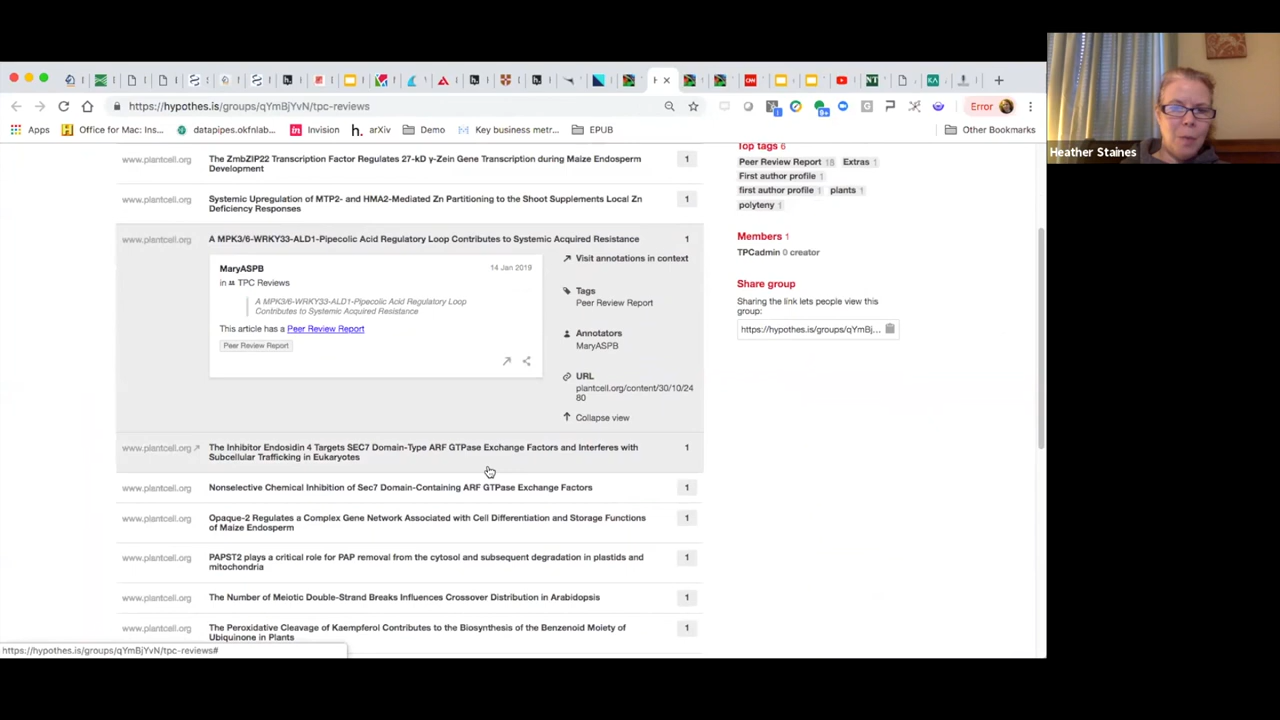 https://hypothes.is/groups/qYmBjYvN/tpc-reviews
Error
Apps
Office for Mac: Ins...
datapipes.okfnlab...
Invision
arXiv
Demo
Key business metr...
EPUB
Other Bookmarks
Heather Staines
www.plantcell.org
The ZmbZIP22 Transcription Factor Regulates 27-kD γ-Zein Gene Transcription during Maize Endosperm
Development
1
www.plantcell.org
Systemic Upregulation of MTP2- and HMA2-Mediated Zn Partitioning to the Shoot Supplements Local Zn
Deficiency Responses
1
www.plantcell.org
A MPK3/6-WRKY33-ALD1-Pipecolic Acid Regulatory Loop Contributes to Systemic Acquired Resistance
1
MaryASPB
14 Jan 2019
in TPC Reviews
A MPK3/6-WRKY33-ALD1-Pipecolic Acid Regulatory Loop
Contributes to Systemic Acquired Resistance
This article has a Peer Review Report
Peer Review Report
Visit annotations in context
Tags
Peer Review Report
Annotators
MaryASPB
URL
plantcell.org/content/30/10/24
80
Collapse view
www.plantcell.org
The Inhibitor Endosidin 4 Targets SEC7 Domain-Type ARF GTPase Exchange Factors and Interferes with
Subcellular Trafficking in Eukaryotes
1
www.plantcell.org
Nonselective Chemical Inhibition of Sec7 Domain-Containing ARF GTPase Exchange Factors
1
www.plantcell.org
Opaque-2 Regulates a Complex Gene Network Associated with Cell Differentiation and Storage Functions
of Maize Endosperm
1
www.plantcell.org
PAPST2 plays a critical role for PAP removal from the cytosol and subsequent degradation in plastids and
mitochondria
1
www.plantcell.org
The Number of Meiotic Double-Strand Breaks Influences Crossover Distribution in Arabidopsis
1
www.plantcell.org
The Peroxidative Cleavage of Kaempferol Contributes to the Biosynthesis of the Benzenoid Moiety of
Ubiquinone in Plants
1
Top tags 6
Peer Review Report 18 Extras 1
First author profile 1
first author profile 1 plants 1
polyteny 1
Members 1
TPCadmin 0 creator
Share group
Sharing the link lets people view this
group:
https://hypothes.is/groups/qYmBj...
https://hypothes.is/groups/qYmBjYvN/tpc-reviews#